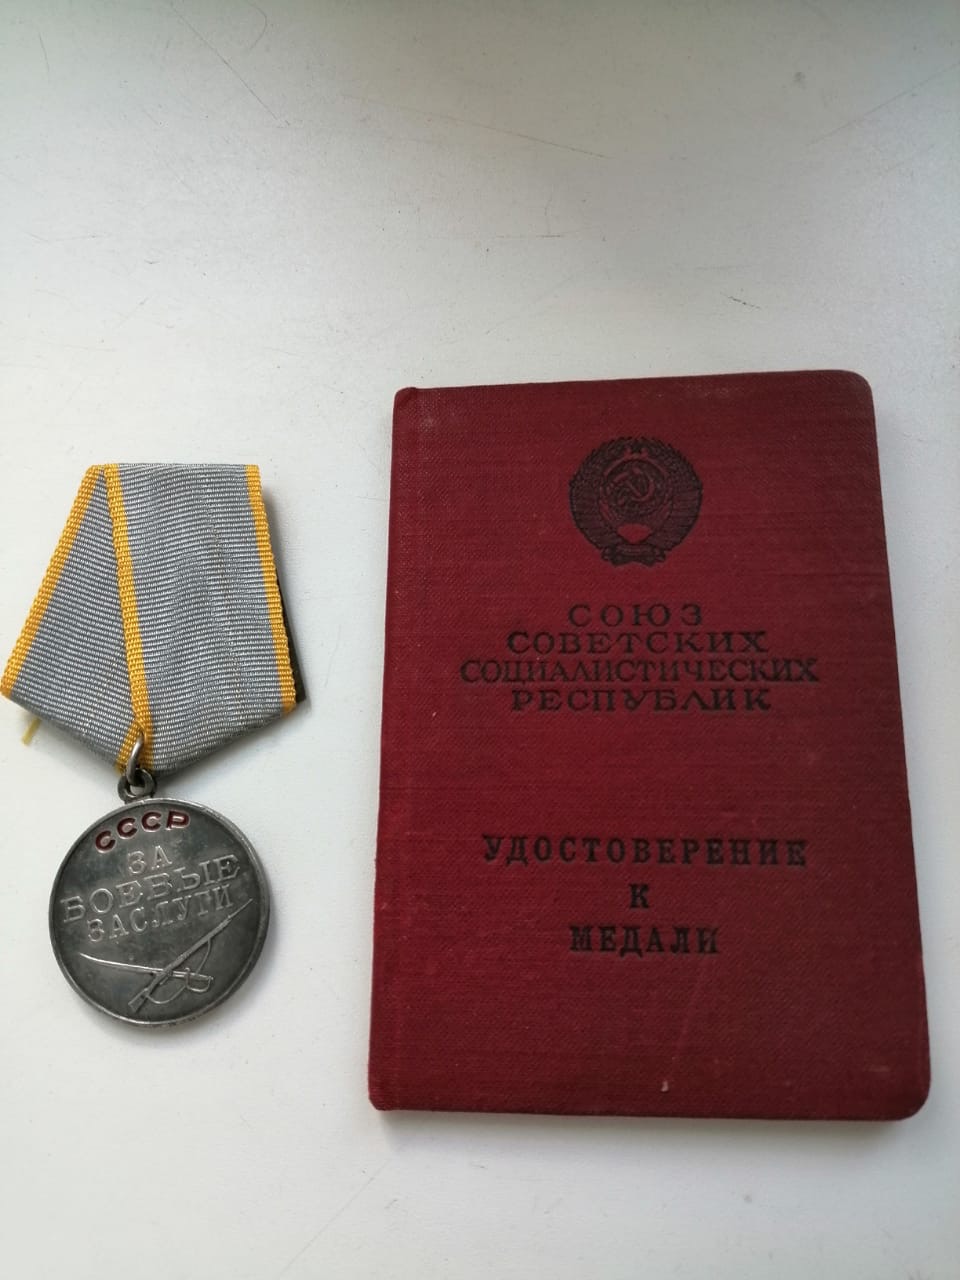 СССР
ЗА
БОЕВЫЕ
ЗАСЛУГИ
СОЮЗ
СОВЕТСКИХ
СОЦИАЛИСТИЧЕСКИХ
РЕСПУБЛИК
УДОСТОВЕРЕНИЕ
К
МЕДАЛИ